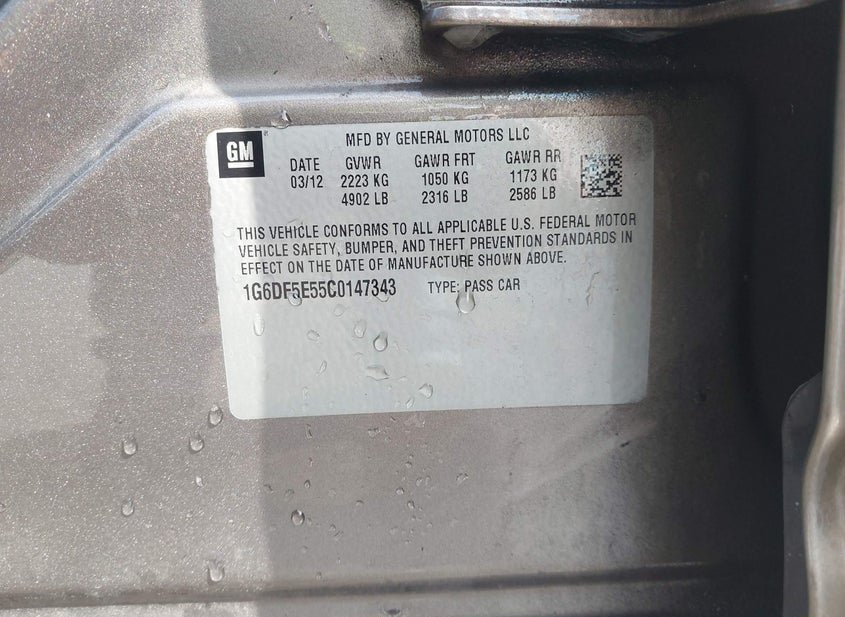 GM
MFD BY GENERAL MOTORS LLC
DATE GVWR GAWR FRT GAWR RR
03/12 2223 KG 1050 KG 1173 KG
4902 LB 2316 LB 2586 LB
THIS VEHICLE CONFORMS TO ALL APPLICABLE U.S. FEDERAL MOTOR
VEHICLE SAFETY, BUMPER, AND THEFT PREVENTION STANDARDS IN
EFFECT ON THE DATE OF MANUFACTURE SHOWN ABOVE.
1G6DF5E55C0147343 TYPE: PASS CAR